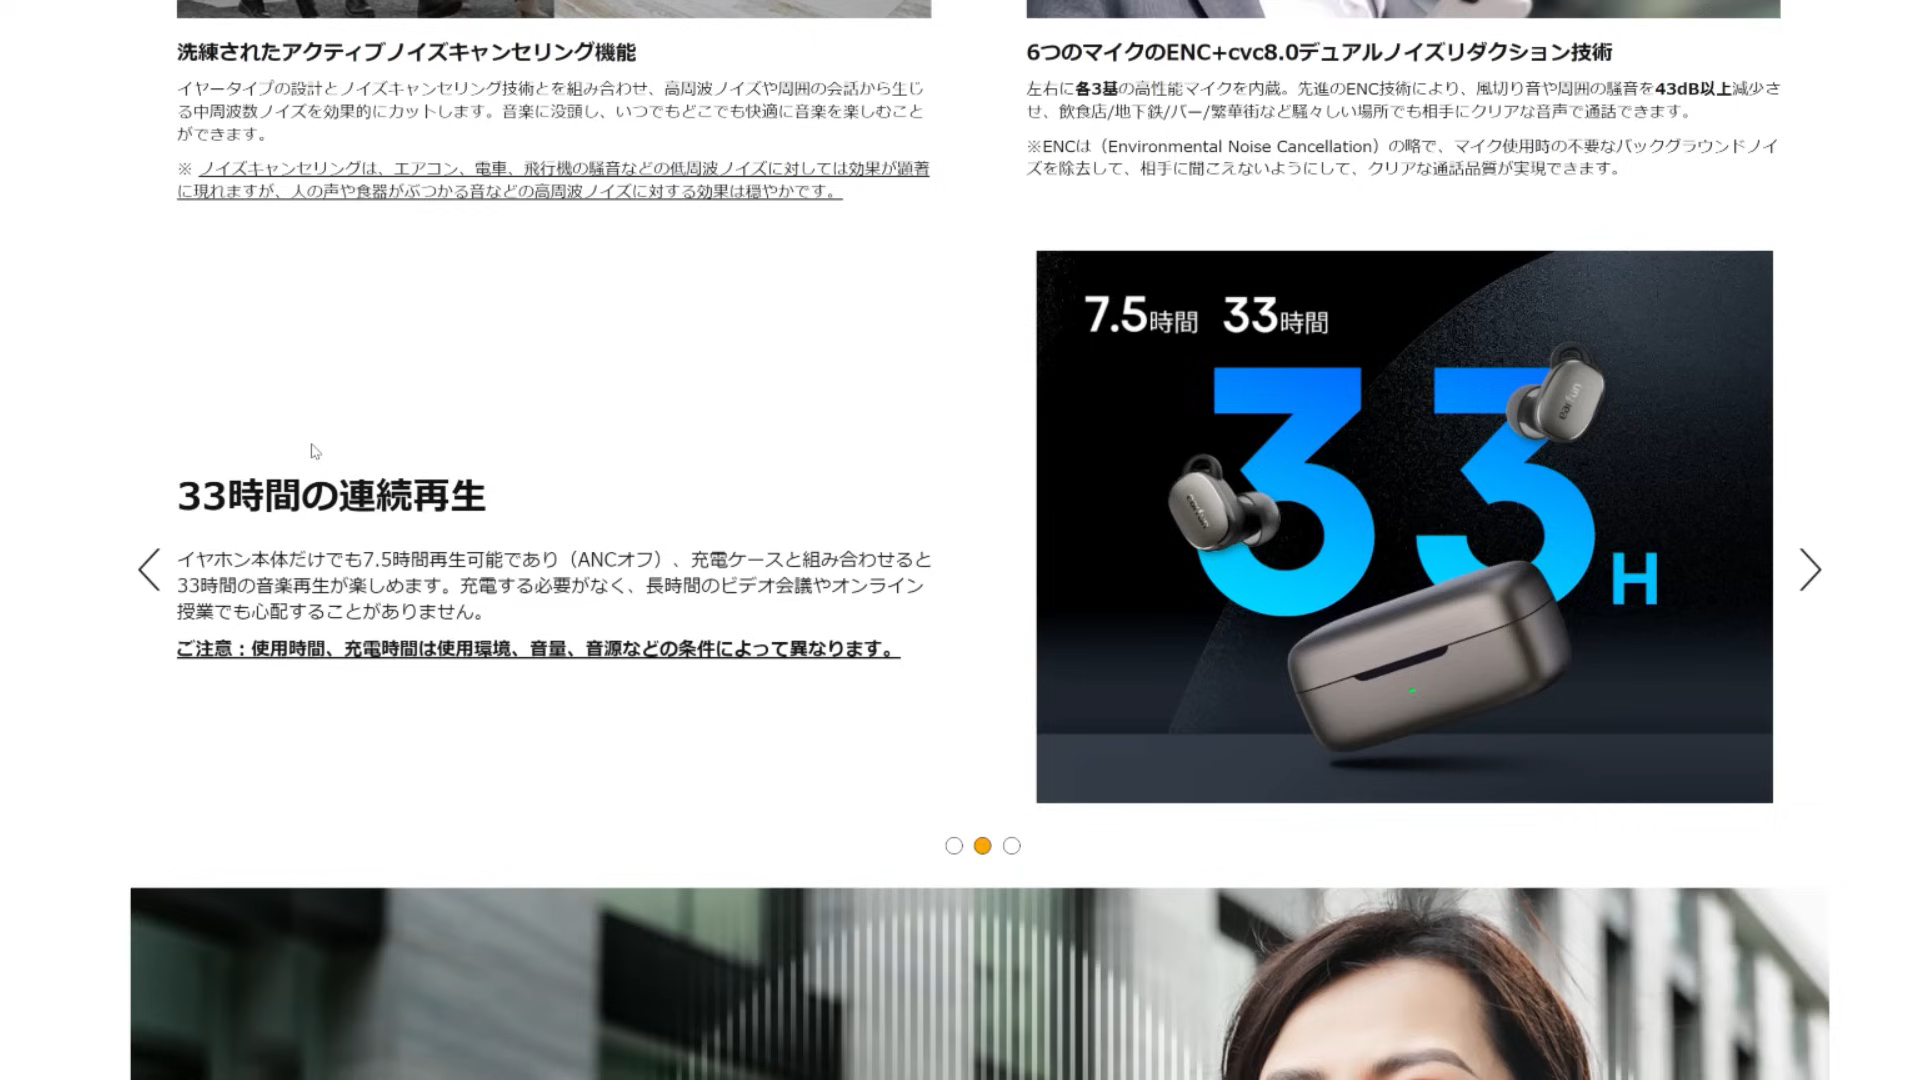 洗練されたアクティブノイズキャンセリング機能
イヤータイプの設計とノイズキャンセリング技術とを組み合わせ、高周波ノイズや周囲の会話から生じ
る中周波数ノイズを効果的にカットします。音楽に没頭し、いつでもどこでも快適に音楽を楽しむこと
ができます。
※ ノイズキャンセリングは、エアコン、電車、飛行機の騒音などの低周波ノイズに対しては効果が顕著
に現れますが、人の声や食器がぶつかる音などの高周波ノイズに対する効果は穏やかです。
6つのマイクのENC+cvc8.0デュアルノイズリダクション技術
左右に各3基の高性能マイクを内蔵。先進のENC技術により、風切り音や周囲の騒音を43dB以上減少さ
せ、飲食店/地下鉄/バー/繁華街など騒々しい場所でも相手にクリアな音声で通話できます。
※ENCは（Environmental Noise Cancellation）の略で、マイク使用時の不要なバックグラウンドノイ
ズを除去して、相手に聞こえないようにして、クリアな通話品質が実現できます。
33時間の連続再生
イヤホン本体だけでも7.5時間再生可能であり（ANCオフ）、充電ケースと組み合わせると
33時間の音楽再生が楽しめます。充電する必要がなく、長時間のビデオ会議やオンライン
授業でも心配することがありません。
ご注意：使用時間、充電時間は使用環境、音量、音源などの条件によって異なります。
7.5時間 33時間
33H
earfun
earfun